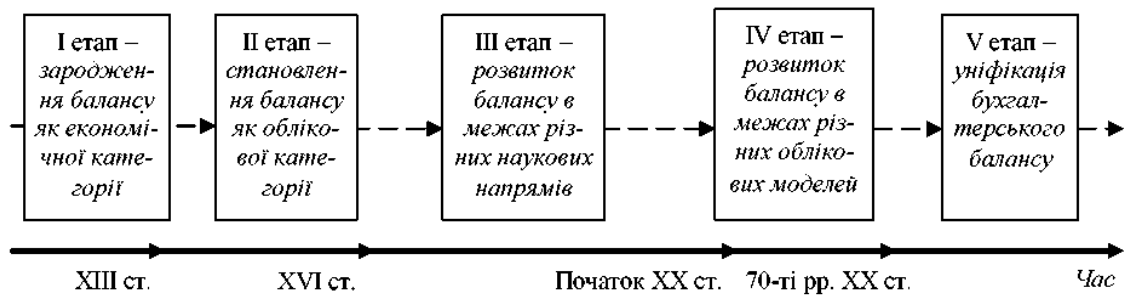 I етап –
зароджен-
ня балансу
як економі-
чної кате-
горії
II етап –
становлен-
ня балансу
як обліко-
вої кате-
горії
III етап –
розвиток
балансу в
межах різ-
них наукових
напрямів
IV етап –
розвиток
балансу в
межах різ-
них обліко-
вих моделей
V етап –
уніфікація
бухгал-
терського
балансу
XIII ст.
XVI ст.
Початок XX ст.
70-ті рр. XX ст.
Час